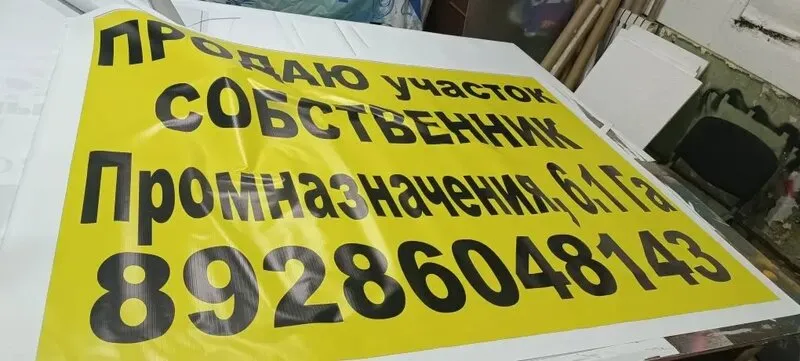 ПРОДАЮ участок
СОБСТВЕННИК
Промназначения, 6,1 Га.
89286048143